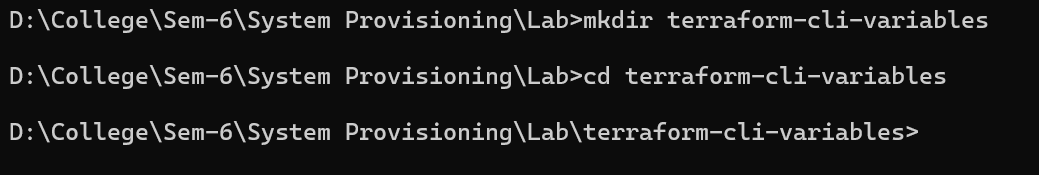 D:\College\Sem-6\System Provisioning\Lab>mkdir terraform-cli-variables
D:\College\Sem-6\System Provisioning\Lab>cd terraform-cli-variables
D:\College\Sem-6\System Provisioning\Lab\terraform-cli-variables>